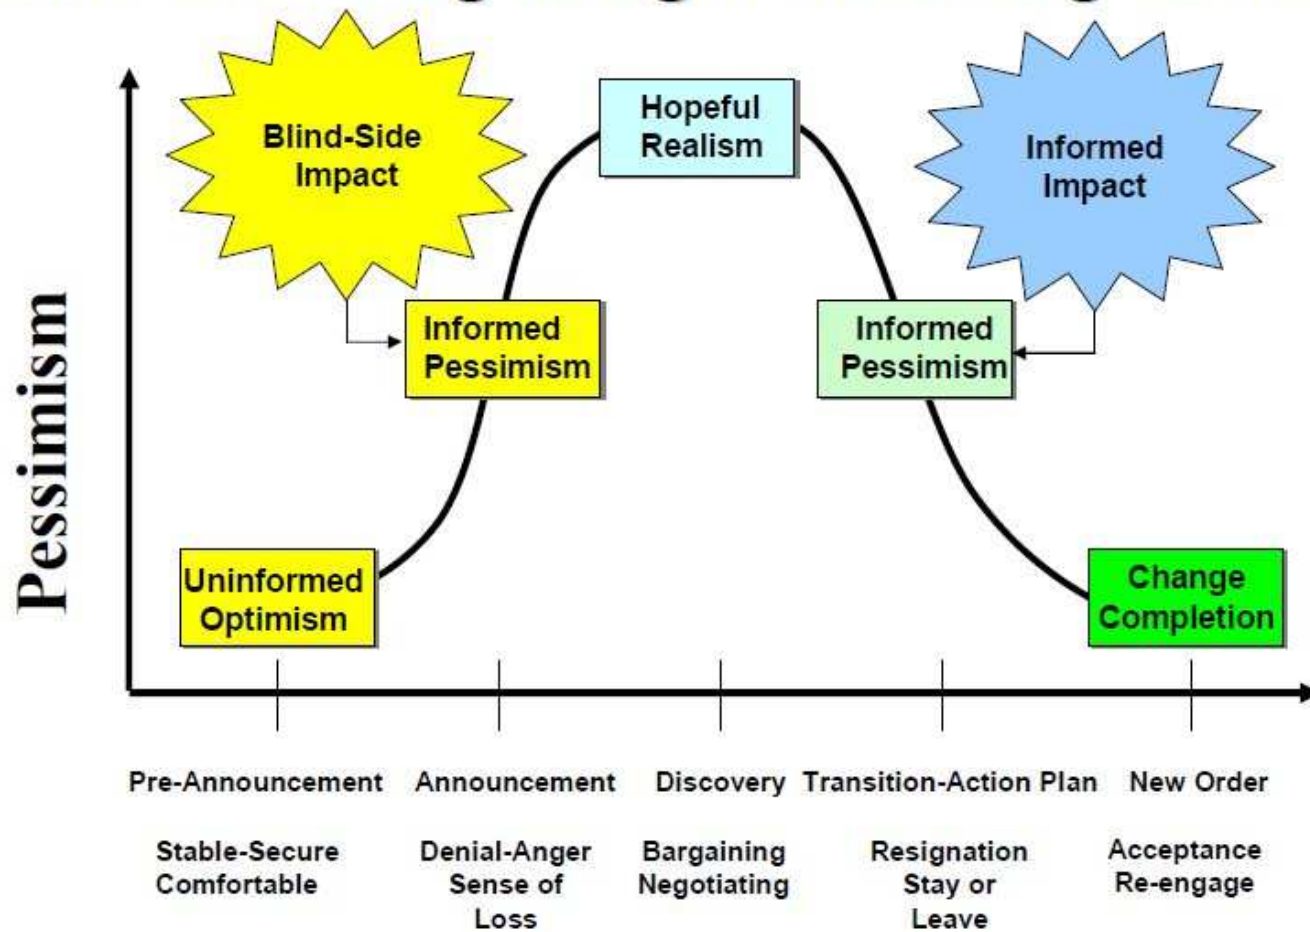 Blind-Side
Impact
Hopeful
Realism
Informed
Impact
Informed
Pessimism
Informed
Pessimism
Pessimism
Uninformed
Optimism
Change
Completion
Pre-Announcement
Announcement
Discovery
Transition-Action Plan
New Order
Stable-Secure
Comfortable
Denial-Anger
Sense of
Loss
Bargaining
Negotiating
Resignation
Stay or
Leave
Acceptance
Re-engage